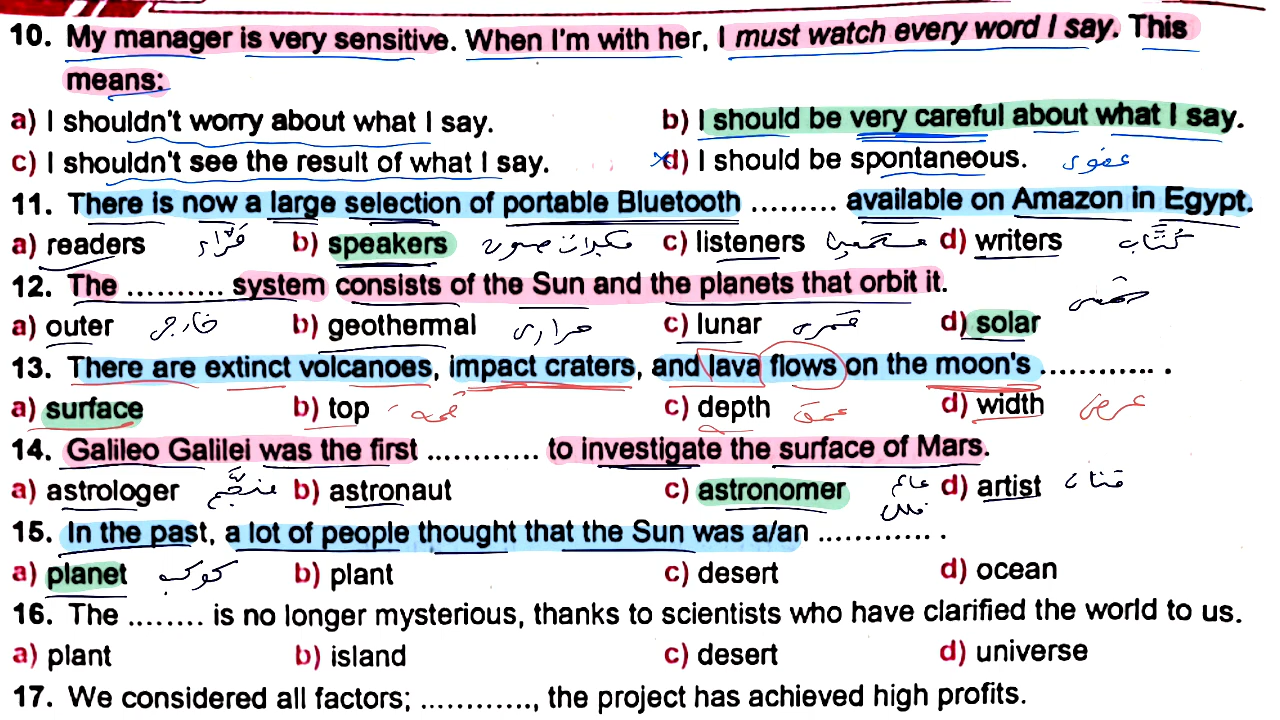 10. My manager is very sensitive. When I'm with her, I must watch every word I say. This
means:
a) I shouldn't worry about what I say. b) I should be very careful about what I say.
c) I shouldn't see the result of what I say. d) I should be spontaneous. عفوى
11. There is now a large selection of portable Bluetooth ......... available on Amazon in Egypt.
a) readers قُرّاء b) speakers مكبرات صوت c) listeners مستمعين d) writers كُتَّاب
12. The .......... system consists of the Sun and the planets that orbit it.
a) outer خارجى b) geothermal حرارى c) lunar قمرى d) solar شمسى
13. There are extinct volcanoes, impact craters, and lava flows on the moon's ............. .
a) surface b) top قمة c) depth عمق d) width عرض
14. Galileo Galilei was the first ............ to investigate the surface of Mars.
a) astrologer منجِّم b) astronaut c) astronomer عالم فلك d) artist فنان
15. In the past, a lot of people thought that the Sun was a/an ............ .
a) planet كوكب b) plant c) desert d) ocean
16. The ........ is no longer mysterious, thanks to scientists who have clarified the world to us.
a) plant b) island c) desert d) universe
17. We considered all factors; ............, the project has achieved high profits.